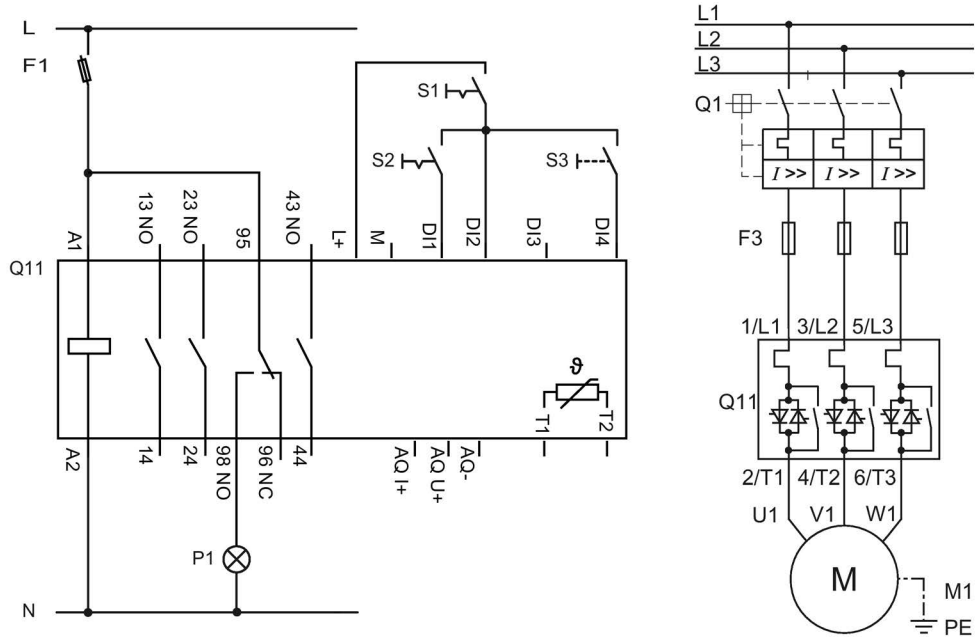 L
F1
S1
S2
S3
A1
13 NO
23 NO
95
43 NO
L+
M
DI1
DI2
DI3
DI4
Q11
ϑ
T1
T2
A2
14
24
98 NO
96 NC
44
AQ I+
AQ U+
AQ-
P1
N
L1
L2
L3
Q1
I >> I >> I >>
F3
1/L1 3/L2 5/L3
Q11
2/T1 4/T2 6/T3
U1 V1 W1
M
M1
PE